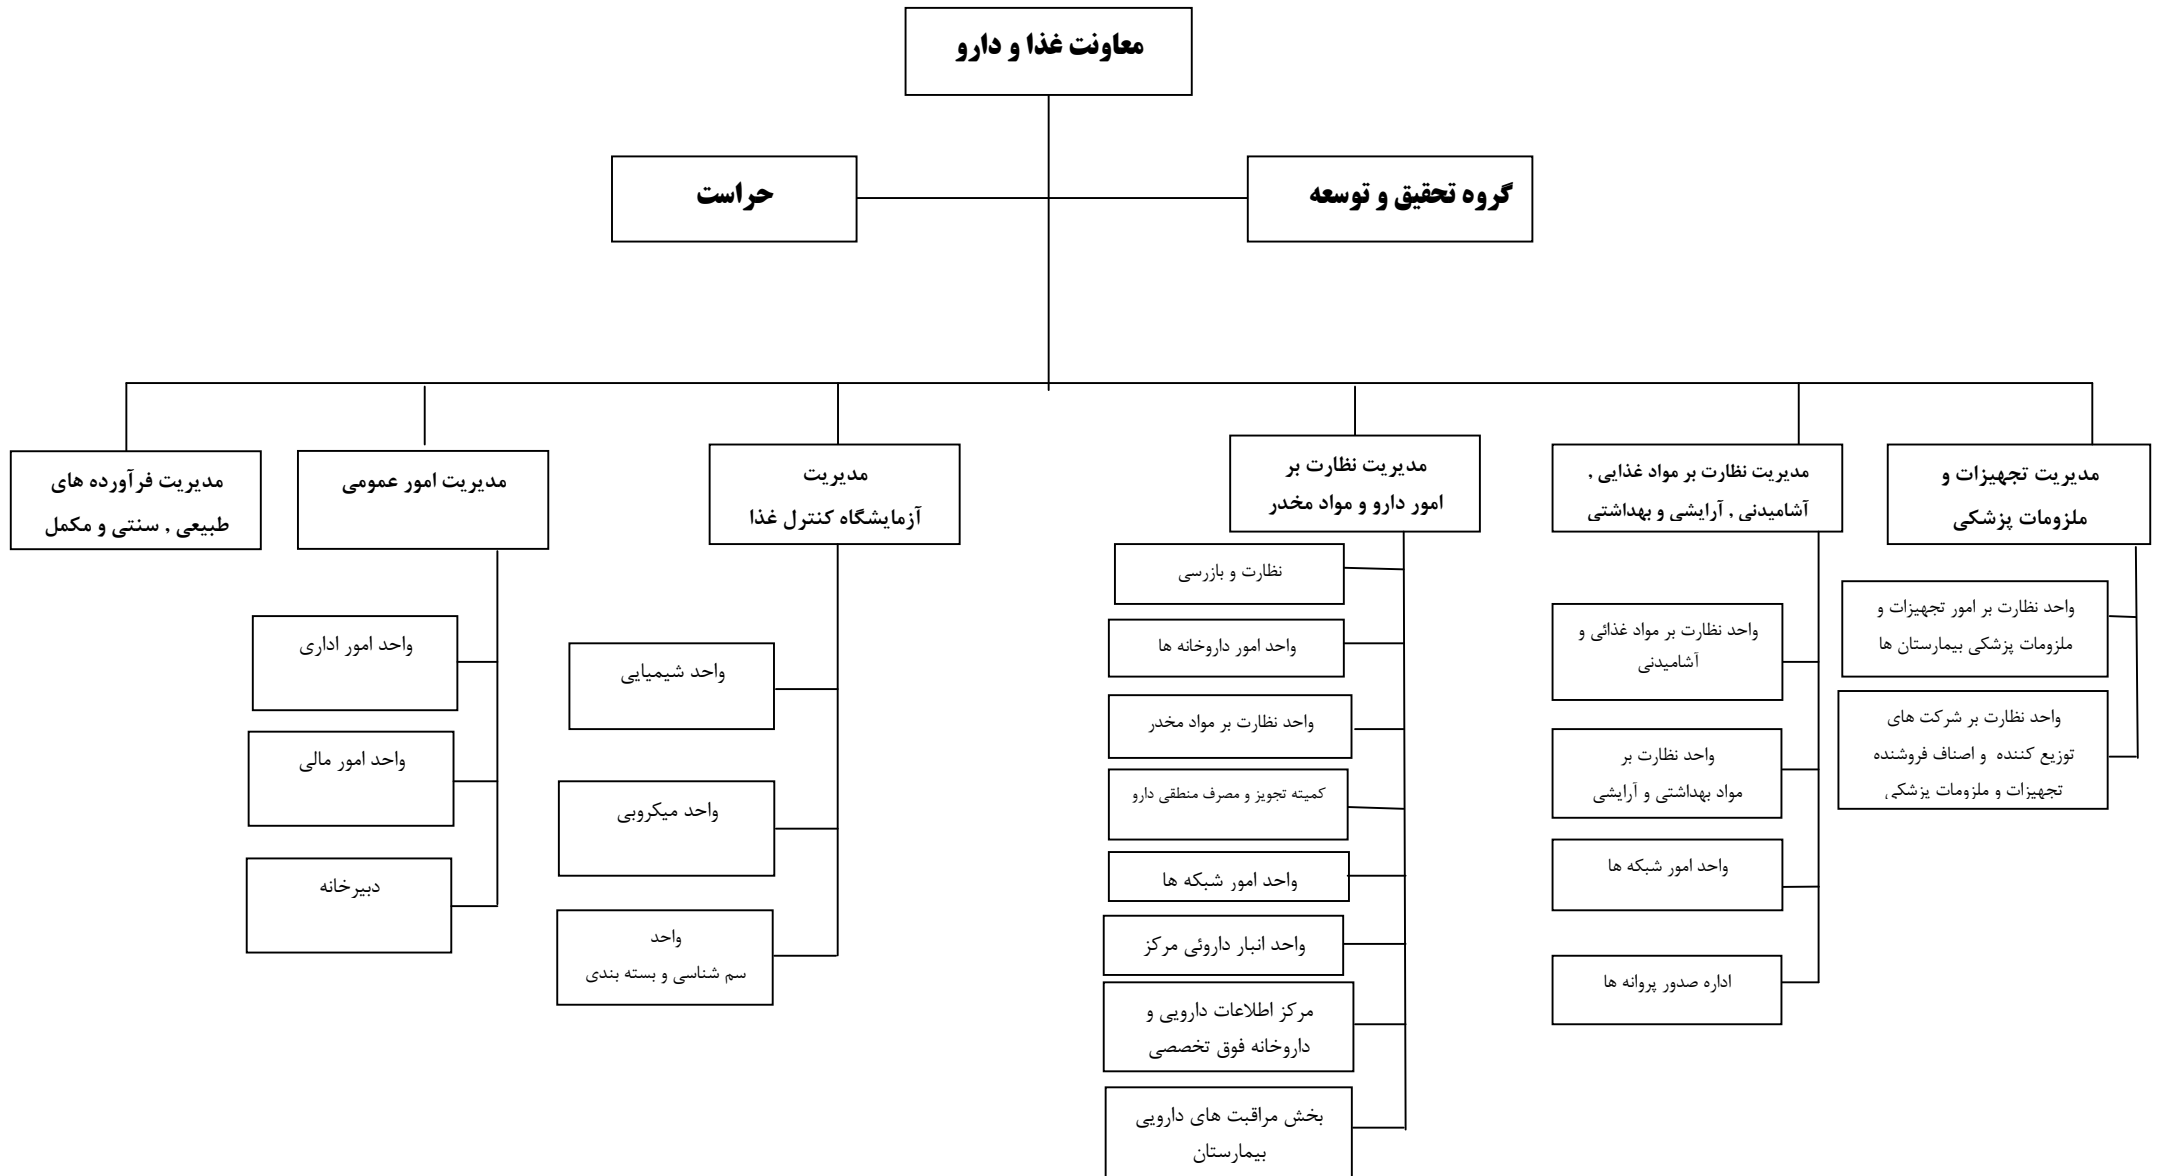 معاونت غذا و دارو
گروه تحقیق و توسعه
حراست
مدیریت تجهیزات و
ملزومات پزشکی
واحد نظارت بر امور تجهیزات و
ملزومات پزشکی بیمارستان ها
واحد نظارت بر شرکت های
توزیع کننده و اصناف فروشنده
تجهیزات و ملزومات پزشکی
مدیریت نظارت بر مواد غذایی ,
آشامیدنی , آرایشی و بهداشتی
واحد نظارت بر مواد غذائی و
آشامیدنی
واحد نظارت بر
مواد بهداشتی و آرایشی
واحد امور شبکه ها
اداره صدور پروانه ها
مدیریت نظارت بر
امور دارو و مواد مخدر
نظارت و بازرسی
واحد امور داروخانه ها
واحد نظارت بر مواد مخدر
کمیته تجویز و مصرف منطقی دارو
واحد امور شبکه ها
واحد انبار داروئی مرکز
مرکز اطلاعات دارویی و
داروخانه فوق تخصصی
بخش مراقبت های دارویی
بیمارستان
مدیریت
آزمایشگاه کنترل غذا
واحد شیمیایی
واحد میکروبی
واحد
سم شناسی و بسته بندی
مدیریت امور عمومی
واحد امور اداری
واحد امور مالی
دبیرخانه
مدیریت فرآورده های
طبیعی , سنتی و مکمل